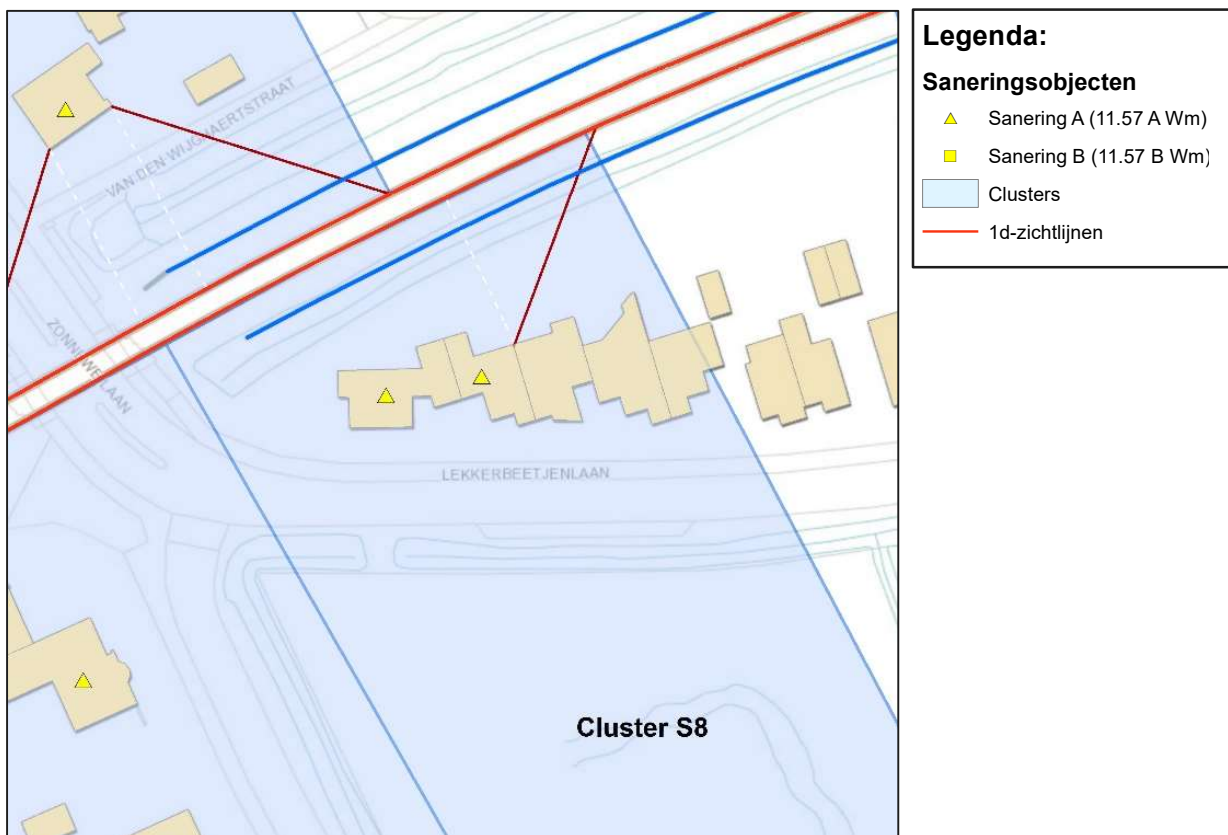 VAN DEN WIJGAERTSTRAAT
ZONNEWEILAAN
LEKKERBEETJENLAAN
Cluster S8
Legenda:
Saneringsobjecten
Sanering A (11.57 A Wm)
Sanering B (11.57 B Wm)
Clusters
1d-zichtlijnen